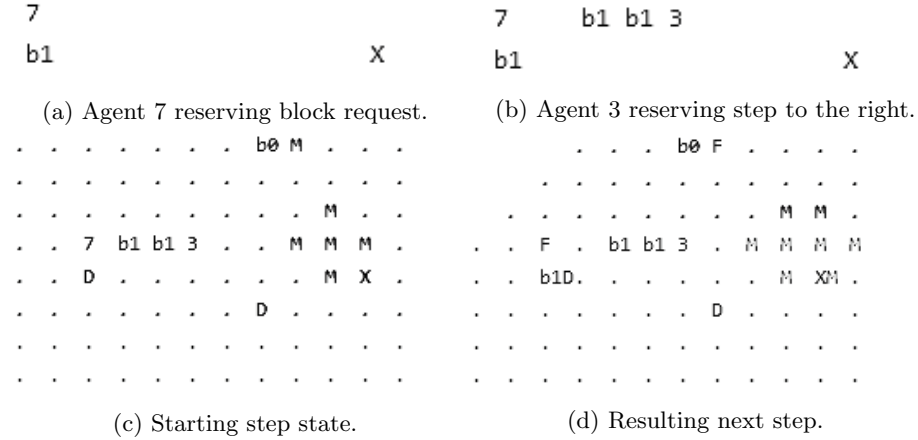 7
b1 X
(a) Agent 7 reserving block request.
7 b1 b1 3
b1 X
(b) Agent 3 reserving step to the right.
. . . . . . . b0 M . . .
. . . . . . . . . . . .
. . . . . . . . . M . .
. . 7 b1 b1 3 . . M M M .
. . D . . . . . . M X .
. . . . . . . D . . . .
. . . . . . . . . . . .
. . . . . . . . . . . .
(c) Starting step state.
. . . b0 F . . . .
. . . . . . . . . .
. . . . . . . . M M .
. . F . b1 b1 3 . M M M M
. . b1D. . . . . . M XM .
. . . . . . . D . . . .
. . . . . . . . . . . .
. . . . . . . . . . . .
(d) Resulting next step.